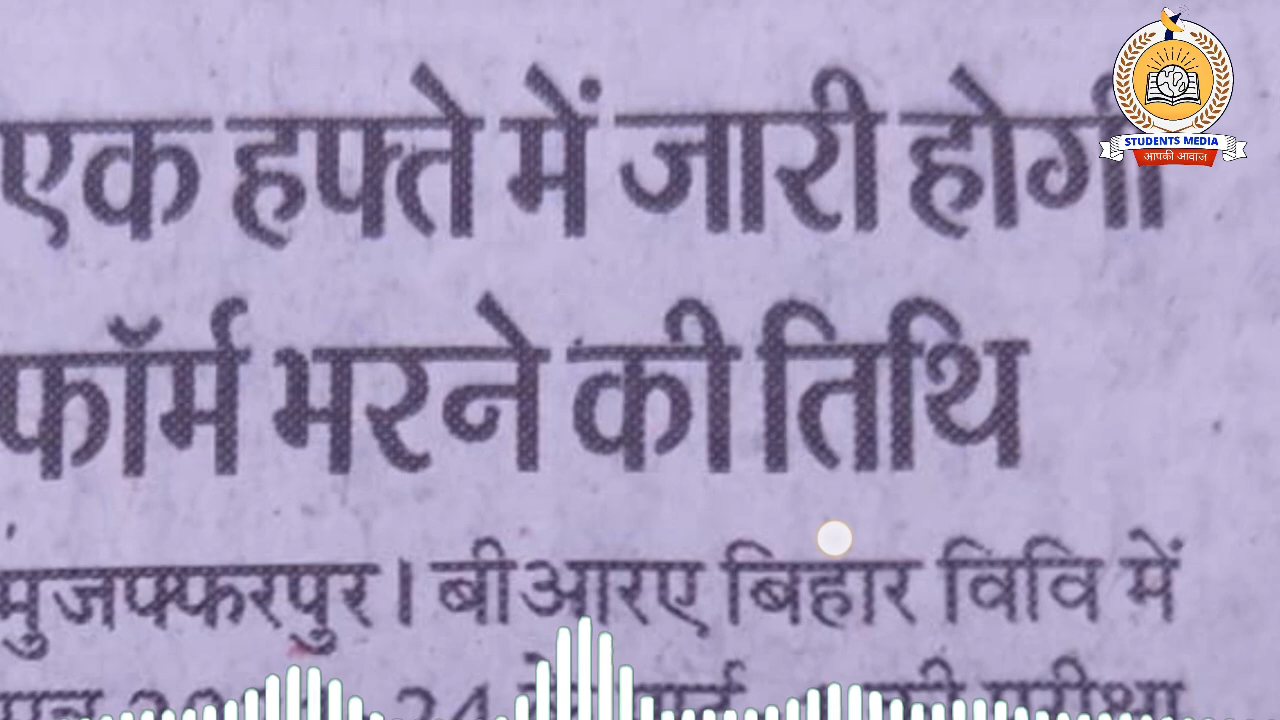 एक हफ्ते में जारी होगी
फॉर्म भरने की तिथि
मुजफ्फरपुर। बीआरए बिहार विवि में
STUDENTS MEDIA
आपकी आवाज